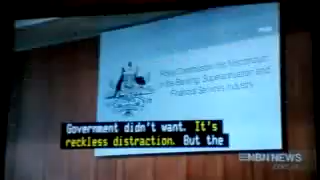 Royal Commission into Misconduct
in the Banking, Superannuation and
Financial Services Industry
Government didn't want. It's
reckless distraction. But the
NBN NEWS